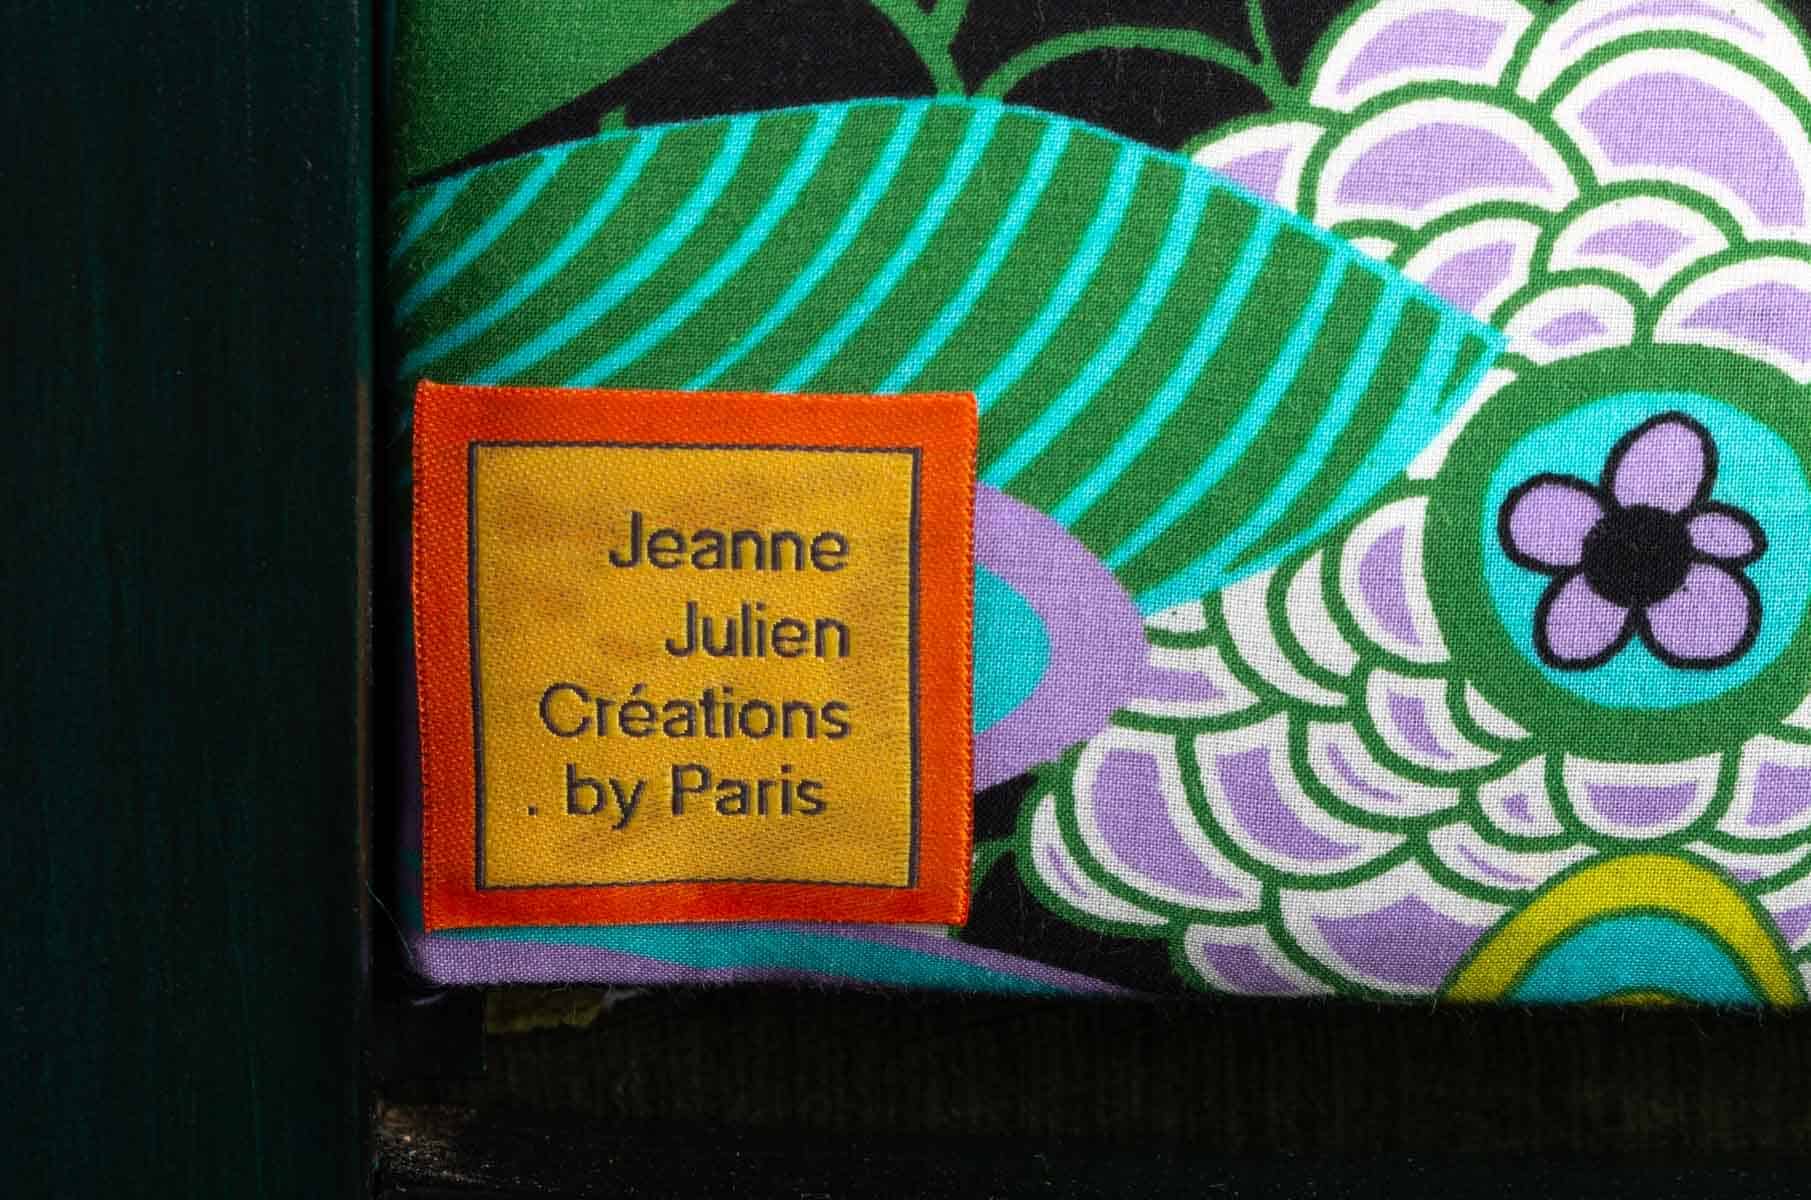 Jeanne
Julien
Créations
. by Paris